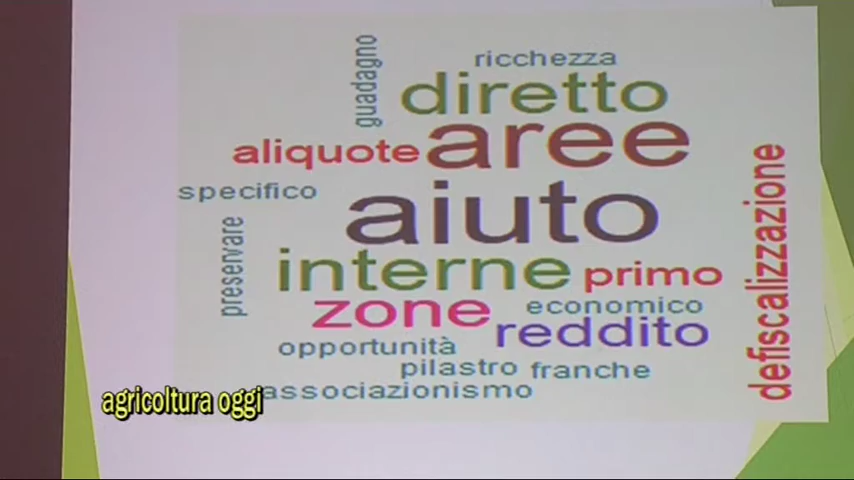 guadagno
ricchezza
diretto
aliquote
aree
specifico
aiuto
preservare
interne
primo
defiscalizzazione
zone
economico
reddito
opportunità
pilastro
franche
associazionismo
agricoltura oggi